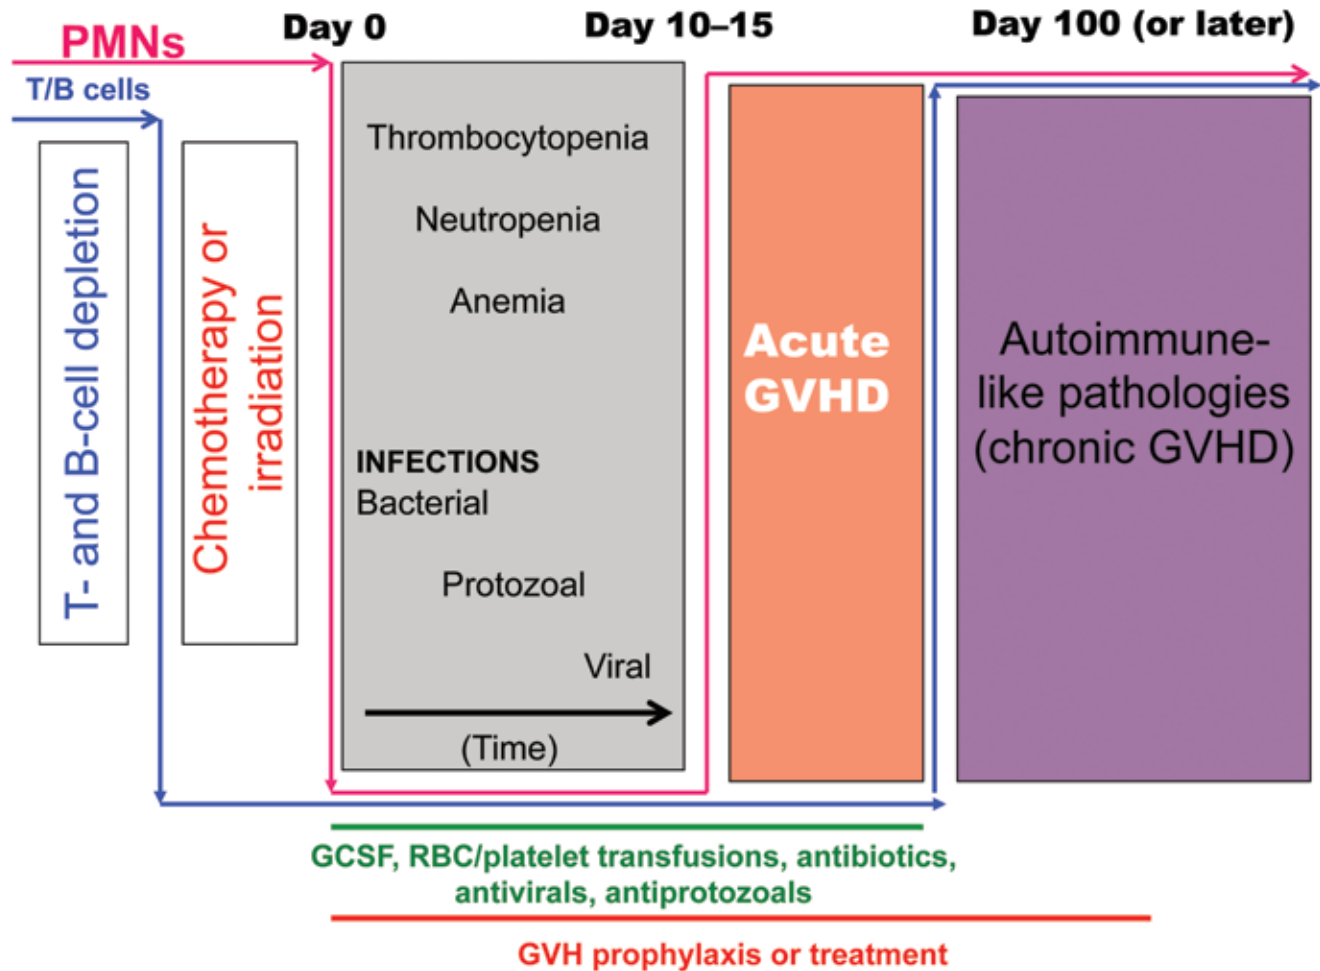 PMNs
Day 0
Day 10–15
Day 100 (or later)
T/B cells
T- and B-cell depletion
Chemotherapy or
irradiation
Thrombocytopenia
Neutropenia
Anemia
INFECTIONS
Bacterial
Protozoal
Viral
(Time)
Acute
GVHD
Autoimmune-
like pathologies
(chronic GVHD)
GCSF, RBC/platelet transfusions, antibiotics,
antivirals, antiprotozoals
GVH prophylaxis or treatment